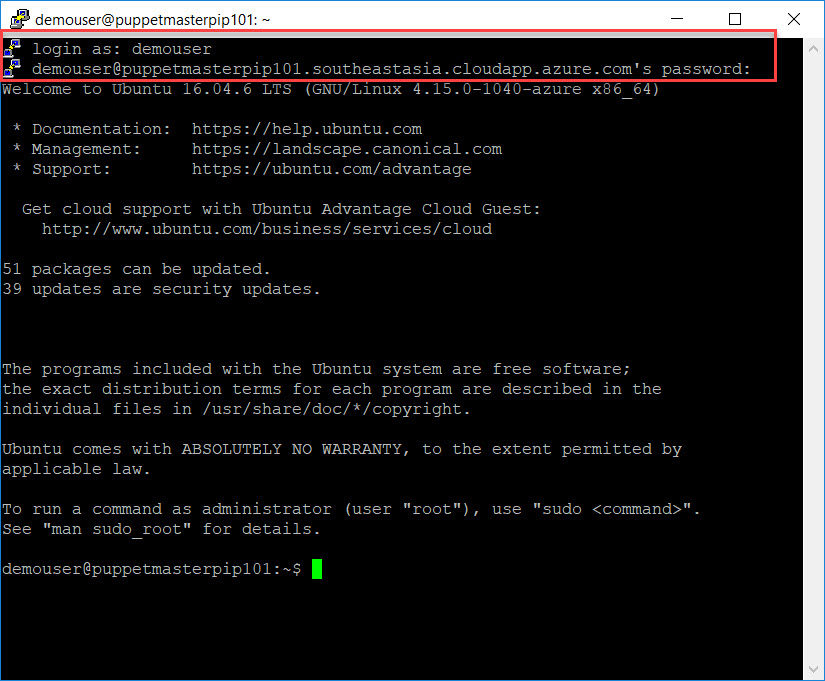 demouser@puppetmasterpip101: ~
login as: demouser
demouser@puppetmasterpip101.southeastasia.cloudapp.azure.com's password:
Welcome to Ubuntu 16.04.6 LTS (GNU/Linux 4.15.0-1040-azure x86_64)
* Documentation:  https://help.ubuntu.com
* Management:     https://landscape.canonical.com
* Support:        https://ubuntu.com/advantage
Get cloud support with Ubuntu Advantage Cloud Guest:
http://www.ubuntu.com/business/services/cloud
51 packages can be updated.
39 updates are security updates.
The programs included with the Ubuntu system are free software;
the exact distribution terms for each program are described in the
individual files in /usr/share/doc/*/copyright.
Ubuntu comes with ABSOLUTELY NO WARRANTY, to the extent permitted by
applicable law.
To run a command as administrator (user "root"), use "sudo <command>".
See "man sudo_root" for details.
demouser@puppetmasterpip101:~$